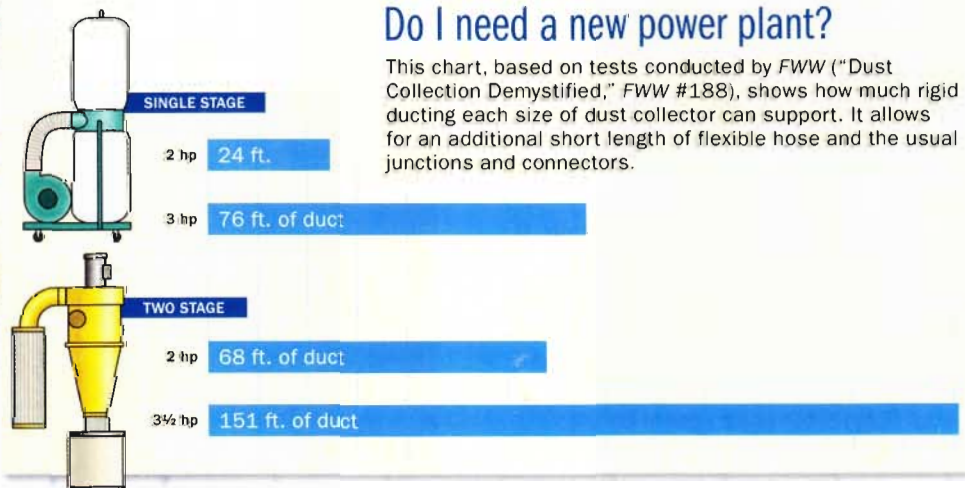 Do I need a new power plant?
This chart, based on tests conducted by FWW ("Dust
Collection Demystified," FWW #188), shows how much rigid
ducting each size of dust collector can support. It allows
for an additional short length of flexible hose and the usual
junctions and connectors.
SINGLE STAGE
2 hp 24 ft.
3 hp 76 ft. of duct
TWO STAGE
2 hp 68 ft. of duct
3½ hp 151 ft. of duct